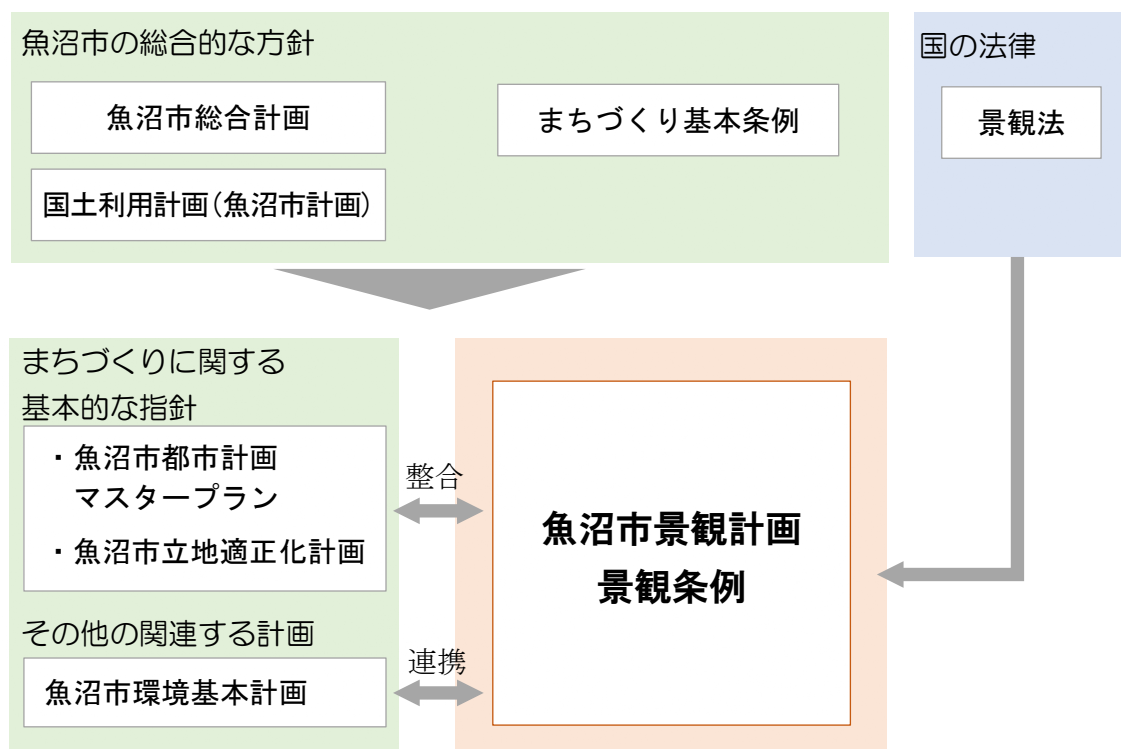 魚沼市の総合的な方針
魚沼市総合計画
まちづくり基本条例
国土利用計画(魚沼市計画)
国の法律
景観法
まちづくりに関する
基本的な指針
・魚沼市都市計画
マスタープラン
・魚沼市立地適正化計画
その他の関連する計画
魚沼市環境基本計画
整合
連携
魚沼市景観計画
景観条例